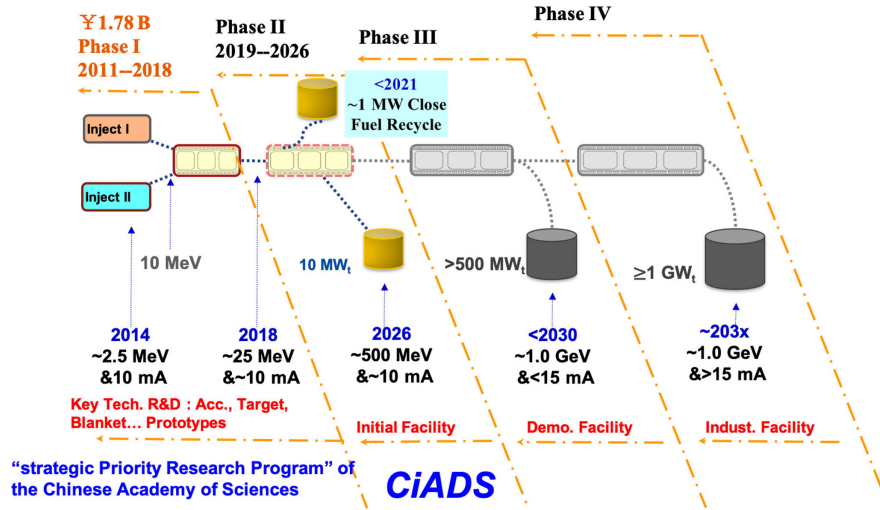 ￥1.78 B
Phase I
2011--2018
Phase II
2019--2026
Phase III
Phase IV
<2021
~1 MW Close
Fuel Recycle
Inject I
Inject II
10 MeV
10 MWt
>500 MWt
≥1 GWt
2014
~2.5 MeV
&10 mA
2018
~25 MeV
&~10 mA
2026
~500 MeV
&~10 mA
<2030
~1.0 GeV
&<15 mA
~203x
~1.0 GeV
&>15 mA
Key Tech. R&D : Acc., Target,
Blanket… Prototypes
Initial Facility
Demo. Facility
Indust. Facility
“strategic Priority Research Program” of
the Chinese Academy of Sciences
CiADS